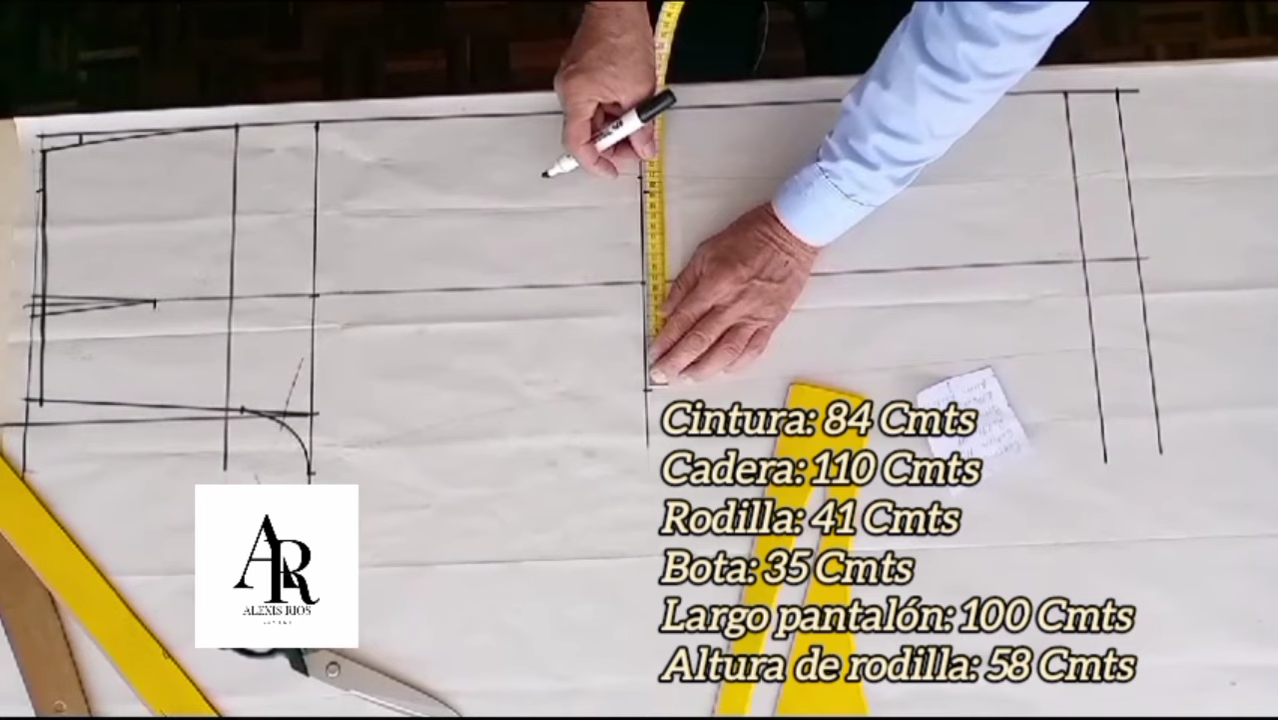 Cintura: 84 Cmts
Cadera: 110 Cmts
Rodilla: 41 Cmts
Bota: 35 Cmts
Largo pantalón: 100 Cmts
Altura de rodilla: 58 Cmts
AR
ALEXIS RIOS